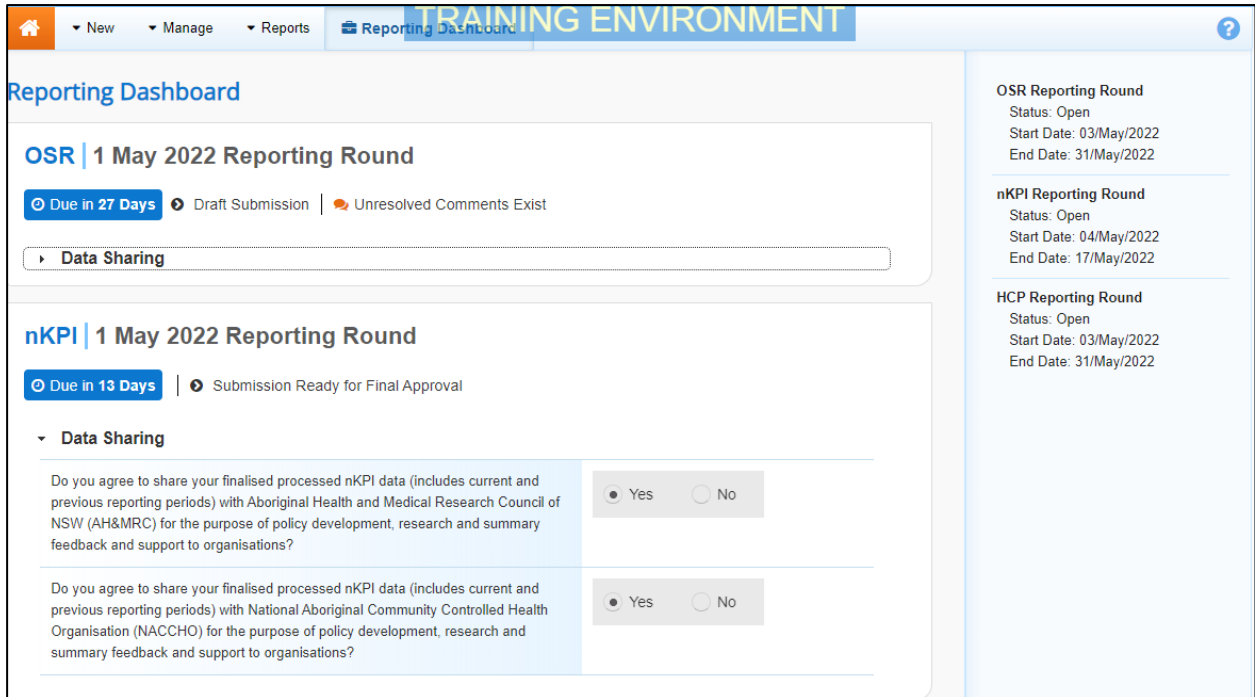 TRAINING ENVIRONMENT
New Manage Reports Reporting Dashboard
Reporting Dashboard
OSR | 1 May 2022 Reporting Round
Due in 27 Days Draft Submission | Unresolved Comments Exist
Data Sharing
nKPI | 1 May 2022 Reporting Round
Due in 13 Days | Submission Ready for Final Approval
Data Sharing
Do you agree to share your finalised processed nKPI data (includes current and
previous reporting periods) with Aboriginal Health and Medical Research Council of
NSW (AH&MRC) for the purpose of policy development, research and summary
feedback and support to organisations?
Yes No
Do you agree to share your finalised processed nKPI data (includes current and
previous reporting periods) with National Aboriginal Community Controlled Health
Organisation (NACCHO) for the purpose of policy development, research and
summary feedback and support to organisations?
Yes No
?
OSR Reporting Round
Status: Open
Start Date: 03/May/2022
End Date: 31/May/2022
nKPI Reporting Round
Status: Open
Start Date: 04/May/2022
End Date: 17/May/2022
HCP Reporting Round
Status: Open
Start Date: 03/May/2022
End Date: 31/May/2022